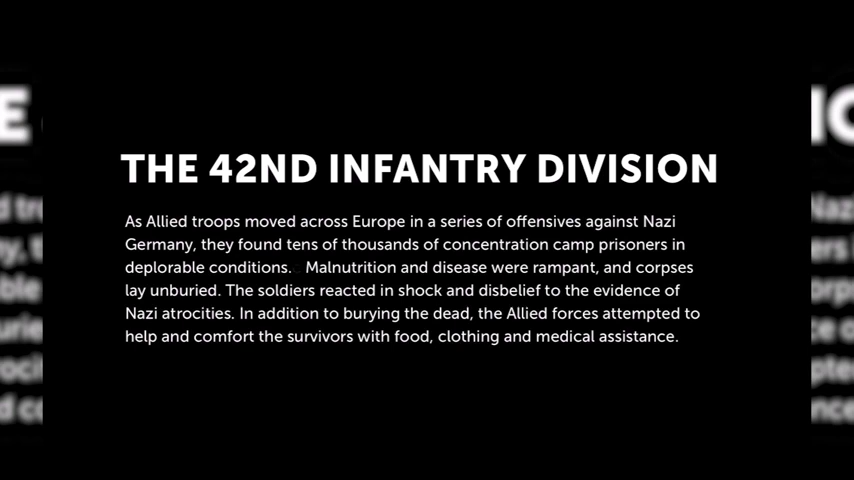 THE 42ND INFANTRY DIVISION
As Allied troops moved across Europe in a series of offensives against Nazi
Germany, they found tens of thousands of concentration camp prisoners in
deplorable conditions. Malnutrition and disease were rampant, and corpses
lay unburied. The soldiers reacted in shock and disbelief to the evidence of
Nazi atrocities. In addition to burying the dead, the Allied forces attempted to
help and comfort the survivors with food, clothing and medical assistance.